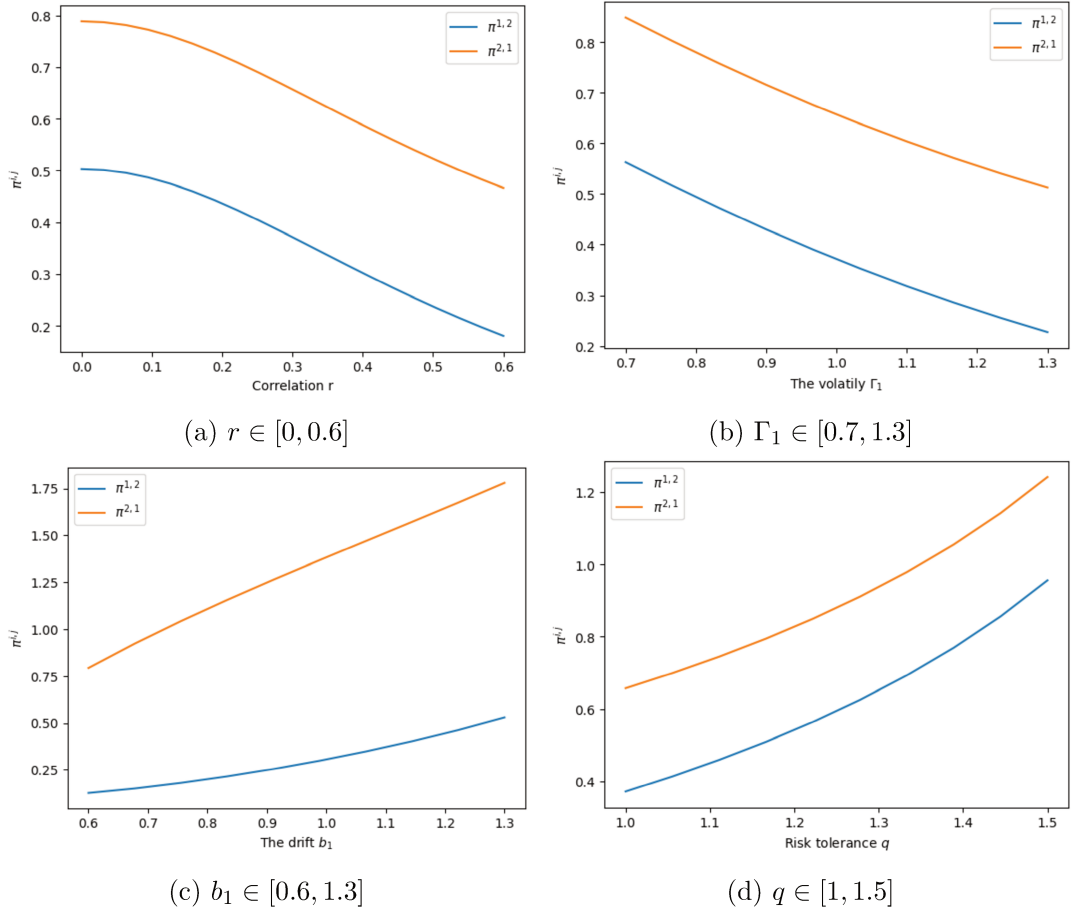 π^{1,2}
π^{2,1}
0.8
0.7
0.6
0.5
0.4
0.3
0.2
π^{i,j}
0.0 0.1 0.2 0.3 0.4 0.5 0.6
Correlation r
(a) r ∈ [0, 0.6]
π^{1,2}
π^{2,1}
0.8
0.7
0.6
0.5
0.4
0.3
0.2
π^{i,j}
0.7 0.8 0.9 1.0 1.1 1.2 1.3
The volatily Γ₁
(b) Γ₁ ∈ [0.7, 1.3]
π^{1,2}
π^{2,1}
1.75
1.50
1.25
1.00
0.75
0.50
0.25
π^{i,j}
0.6 0.7 0.8 0.9 1.0 1.1 1.2 1.3
The drift b₁
(c) b₁ ∈ [0.6, 1.3]
π^{1,2}
π^{2,1}
1.2
1.0
0.8
0.6
0.4
π^{i,j}
1.0 1.1 1.2 1.3 1.4 1.5
Risk tolerance q
(d) q ∈ [1, 1.5]